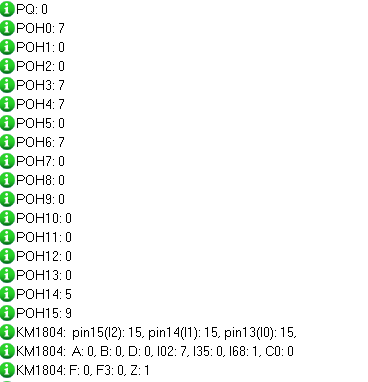 PQ: 0
POH0: 7
POH1: 0
POH2: 0
POH3: 7
POH4: 7
POH5: 0
POH6: 7
POH7: 0
POH8: 0
POH9: 0
POH10: 0
POH11: 0
POH12: 0
POH13: 0
POH14: 5
POH15: 9
KM1804: pin15(I2): 15, pin14(I1): 15, pin13(I0): 15,
KM1804: A: 0, B: 0, D: 0, I02: 7, I35: 0, I68: 1, C0: 0
KM1804: F: 0, F3: 0, Z: 1